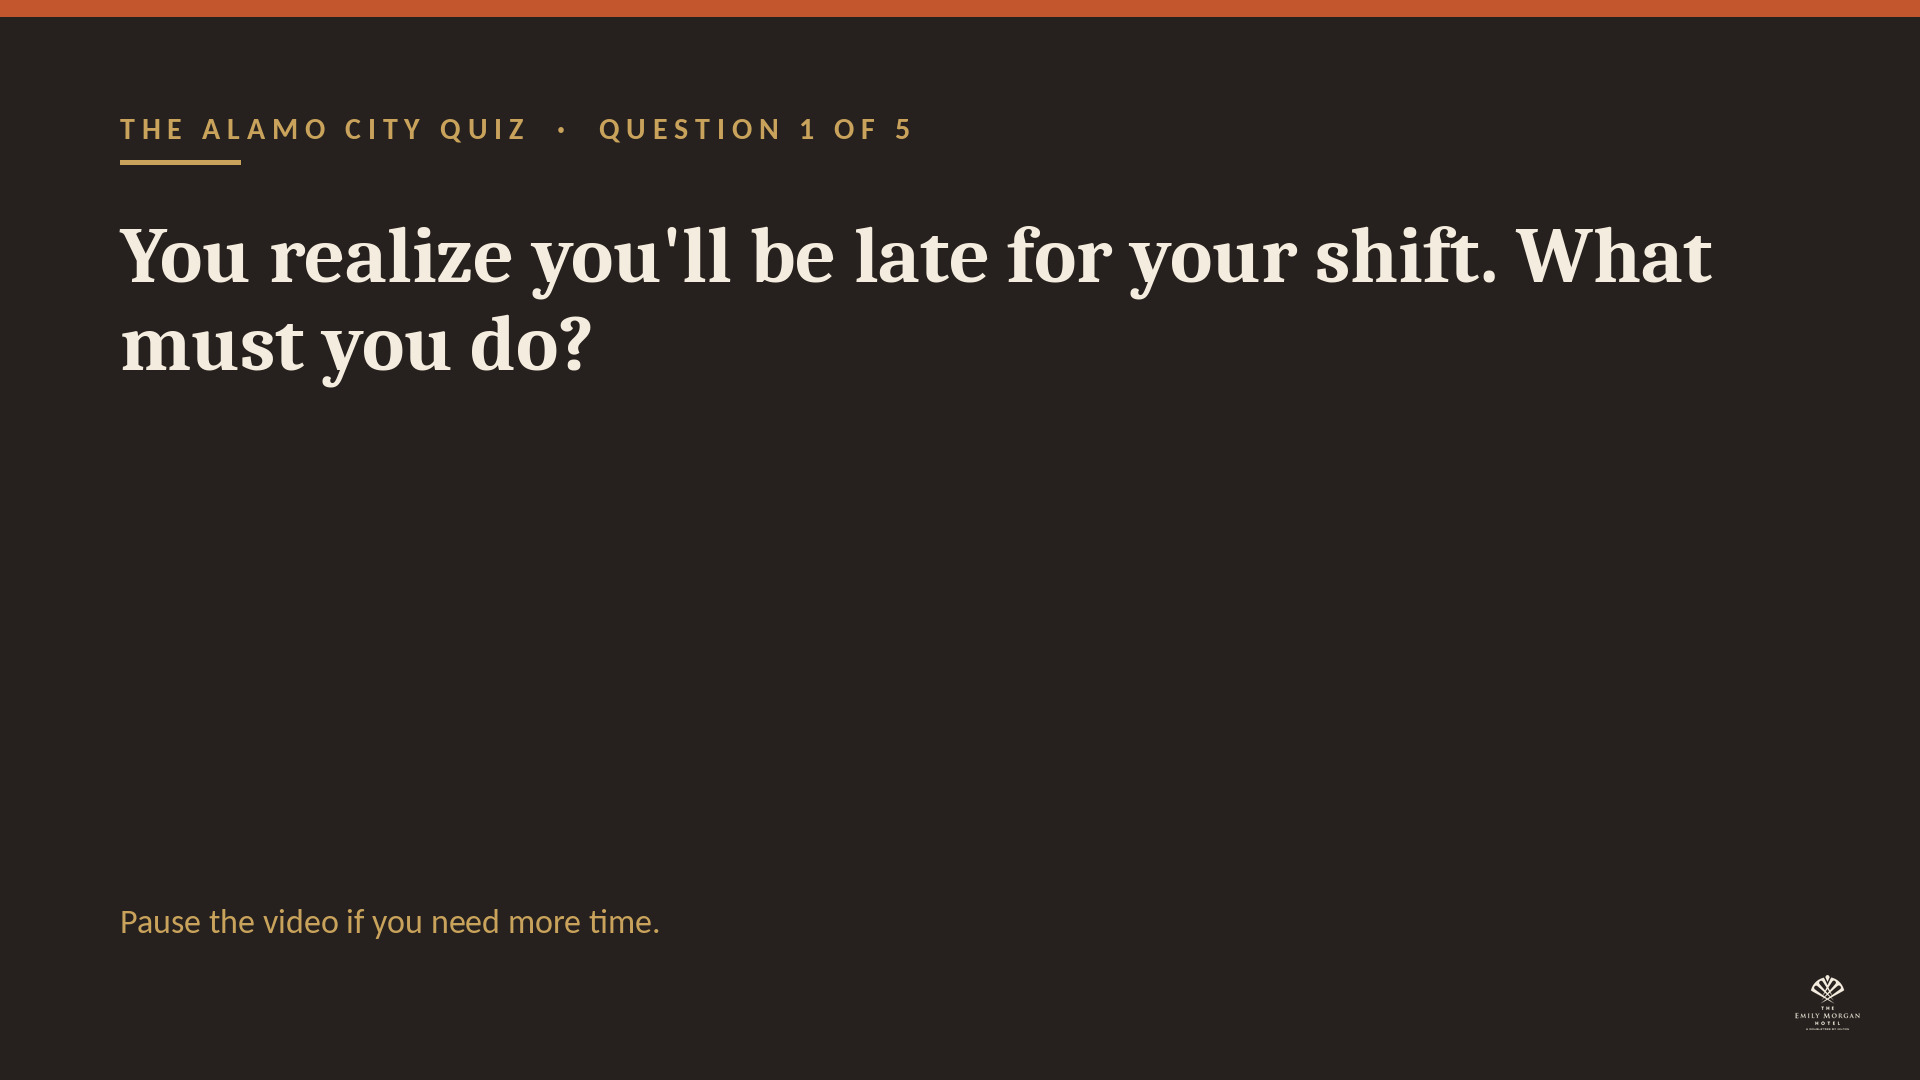 THE ALAMO CITY QUIZ · QUESTION 1 OF 5
You realize you'll be late for your shift. What
must you do?
Pause the video if you need more time.
THE
EMILY MORGAN
HOTEL